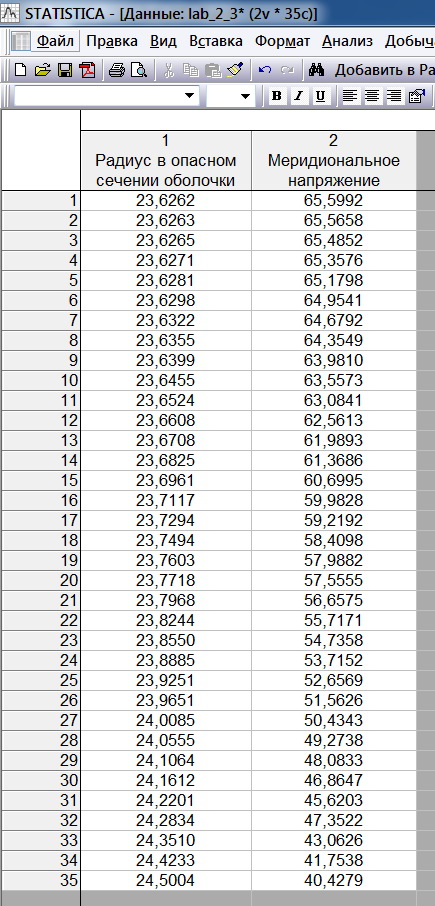 STATISTICA - [Данные: lab_2_3* (2v * 35c)]
Файл Правка Вид Вставка Формат Анализ Добыч
Добавить в Ра
B I U
1 2
Радиус в опасном Меридиональное
сечении оболочки напряжение
1 23,6262 65,5992
2 23,6263 65,5658
3 23,6265 65,4852
4 23,6271 65,3576
5 23,6281 65,1798
6 23,6298 64,9541
7 23,6322 64,6792
8 23,6355 64,3549
9 23,6399 63,9810
10 23,6455 63,5573
11 23,6524 63,0841
12 23,6608 62,5613
13 23,6708 61,9893
14 23,6825 61,3686
15 23,6961 60,6995
16 23,7117 59,9828
17 23,7294 59,2192
18 23,7494 58,4098
19 23,7603 57,9882
20 23,7718 57,5555
21 23,7968 56,6575
22 23,8244 55,7171
23 23,8550 54,7358
24 23,8885 53,7152
25 23,9251 52,6569
26 23,9651 51,5626
27 24,0085 50,4343
28 24,0555 49,2738
29 24,1064 48,0833
30 24,1612 46,8647
31 24,2201 45,6203
32 24,2834 47,3522
33 24,3510 43,0626
34 24,4233 41,7538
35 24,5004 40,4279